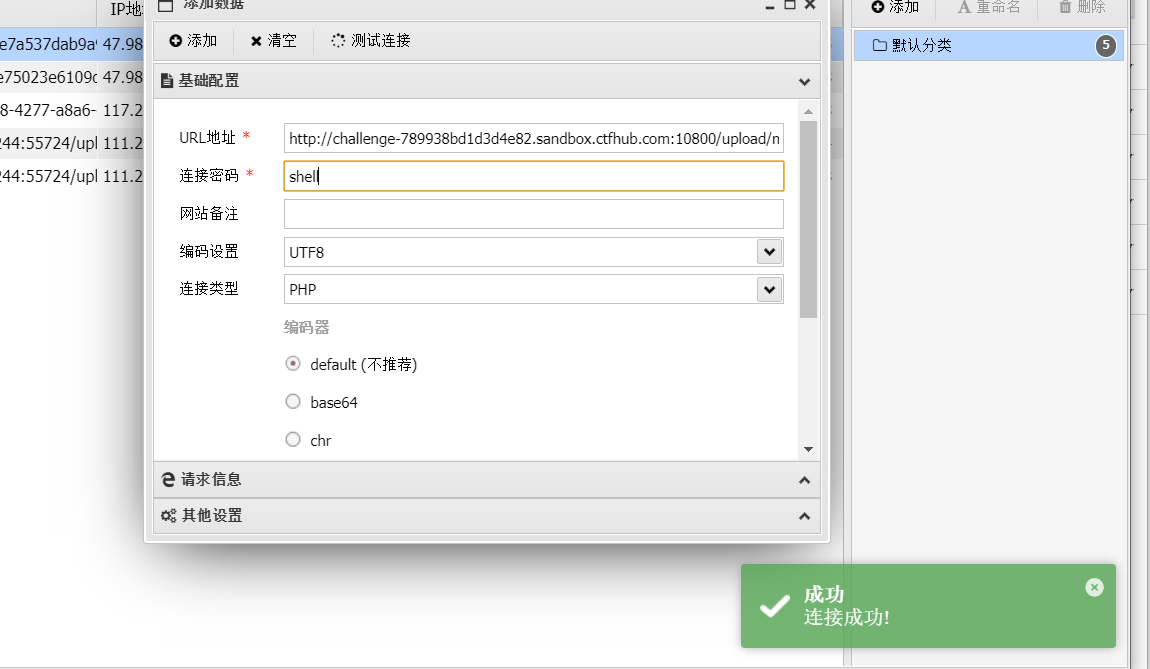 IP地
添加数据
添加 重命名 删除
e7a537dab9a 47.98
添加 清空 测试连接
默认分类 5
e75023e6109 47.98
基础配置
8-4277-a8a6- 117.2
URL地址 * http://challenge-789938bd1d3d4e82.sandbox.ctfhub.com:10800/upload/
244:55724/upl 111.2
连接密码 * shell
244:55724/upl 111.2
网站备注
编码设置 UTF8
连接类型 PHP
编码器
default (不推荐)
base64
chr
请求信息
其他设置
成功
连接成功!